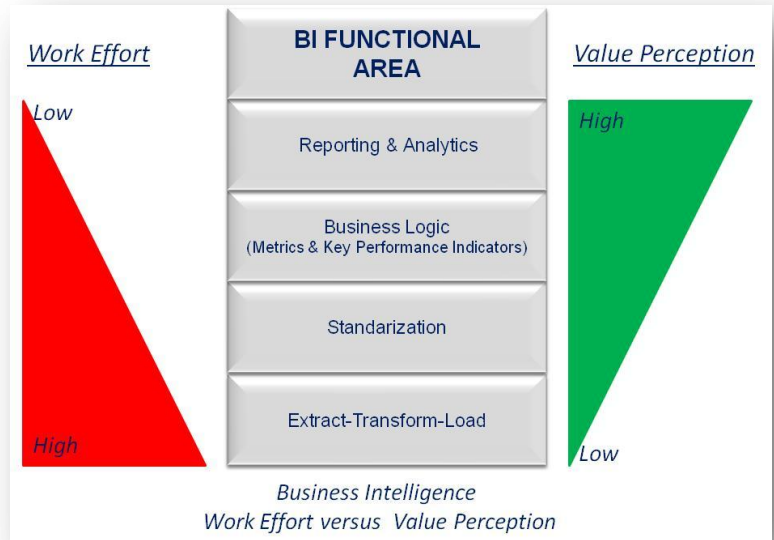 Work Effort
BI FUNCTIONAL
AREA
Value Perception
Low
High
Reporting & Analytics
Business Logic
(Metrics & Key Performance Indicators)
Standarization
Extract-Transform-Load
High
Low
Business Intelligence
Work Effort versus Value Perception